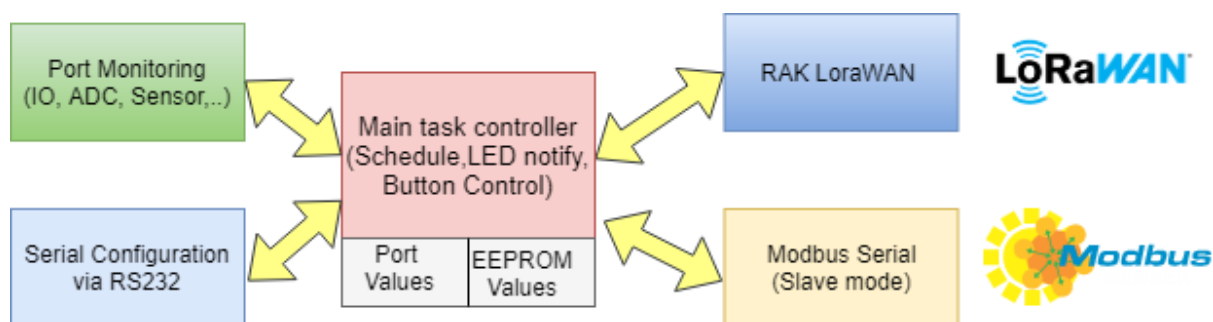 Port Monitoring
(IO, ADC, Sensor,..)
Serial Configuration
via RS232
Main task controller
(Schedule,LED notify,
Button Control)
Port
Values
EEPROM
Values
RAK LoraWAN
LoRaWAN
Modbus Serial
(Slave mode)
Modbus